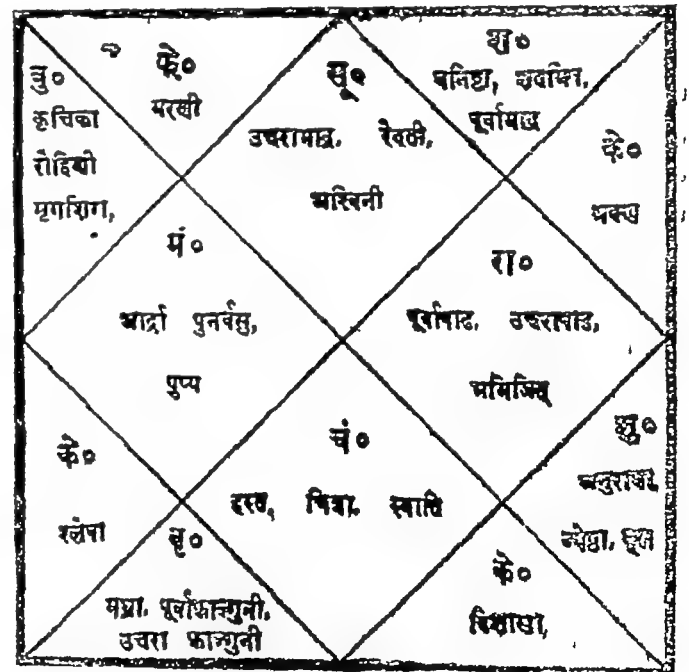 सू०
उत्तराभाद्र. रेवती,
अश्विनी
के०
भरणी
बु०
कृत्तिका
रोहिणी
मृगशिरा,
मं०
आर्द्रा पुनर्वसु,
पुष्य
के०
श्लेषा
बृ०
मघा. पूर्वाफाल्गुनी.
उत्तरा फाल्गुनी
चं०
हस्त, चित्रा. स्वाति
के०
विशाखा,
शु०
अनुराधा,
ज्येष्ठा, मूल
रा०
पूर्वाषाढ. उत्तराषाढ,
अभिजित्
के०
श्रवण
श०
धनिष्टा, शतभिष,
पूर्वाभाद्र